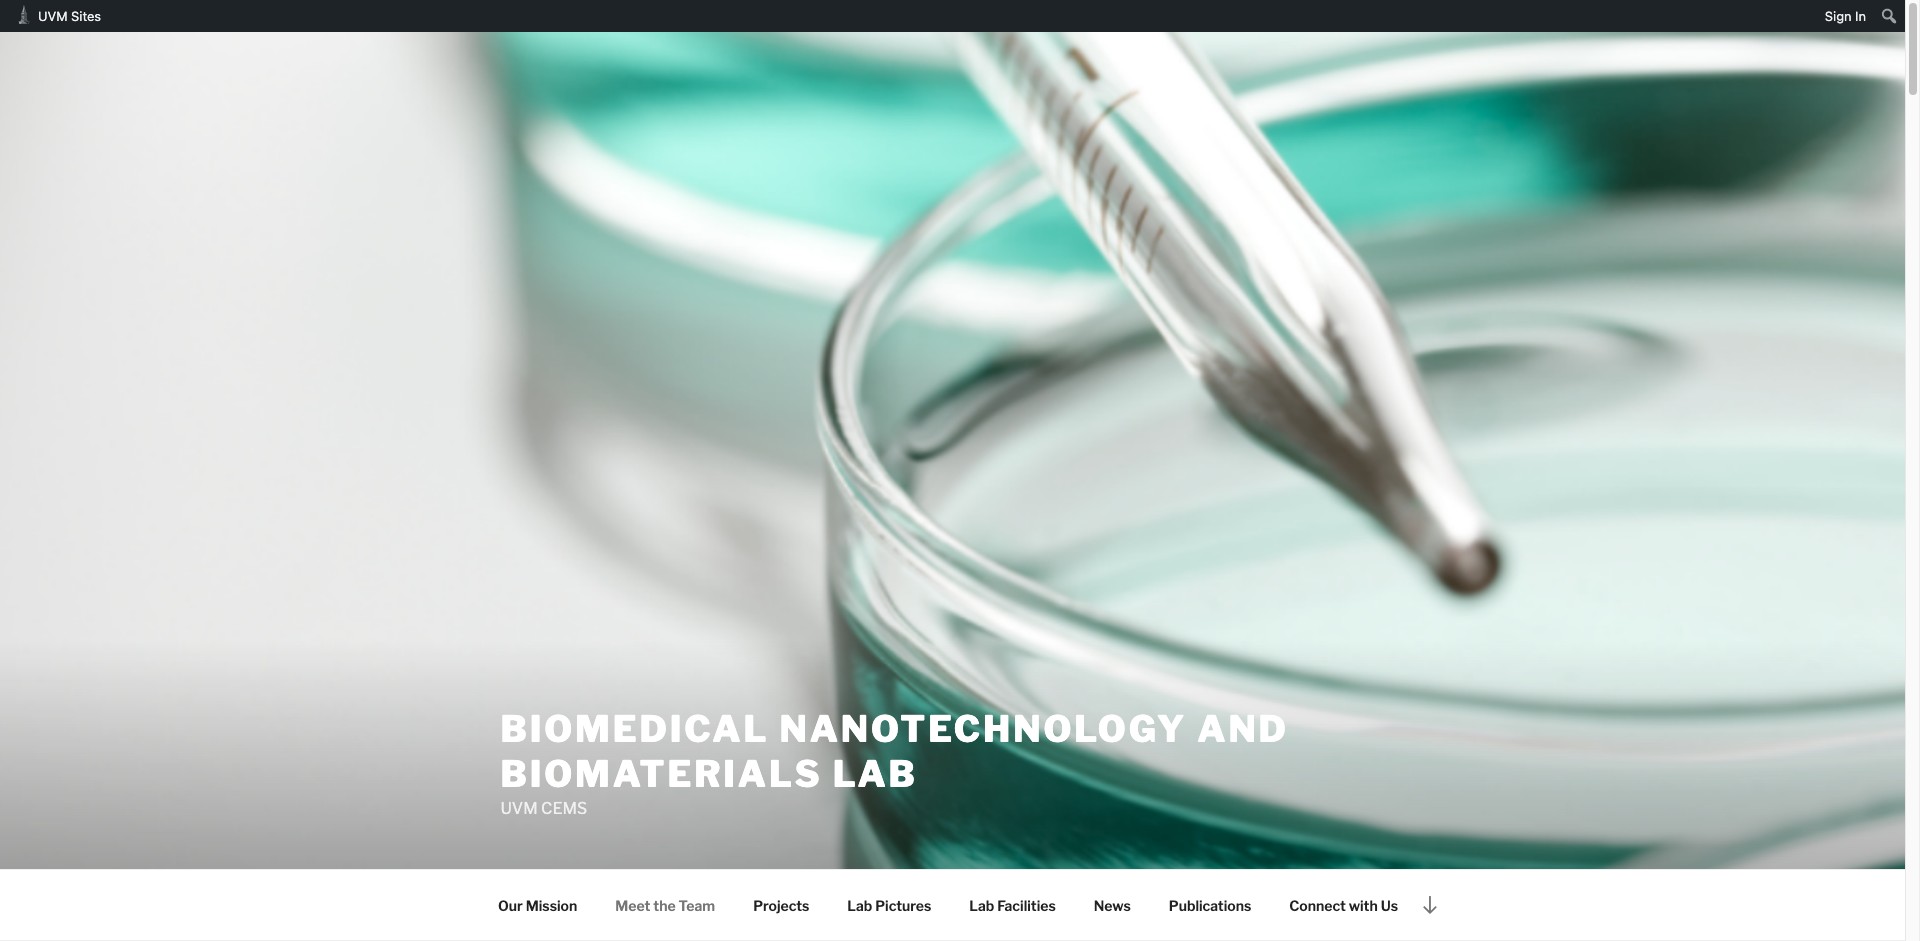 UVM Sites
Sign In
BIOMEDICAL NANOTECHNOLOGY AND
BIOMATERIALS LAB
UVM CEMS
Our Mission Meet the Team Projects Lab Pictures Lab Facilities News Publications Connect with Us